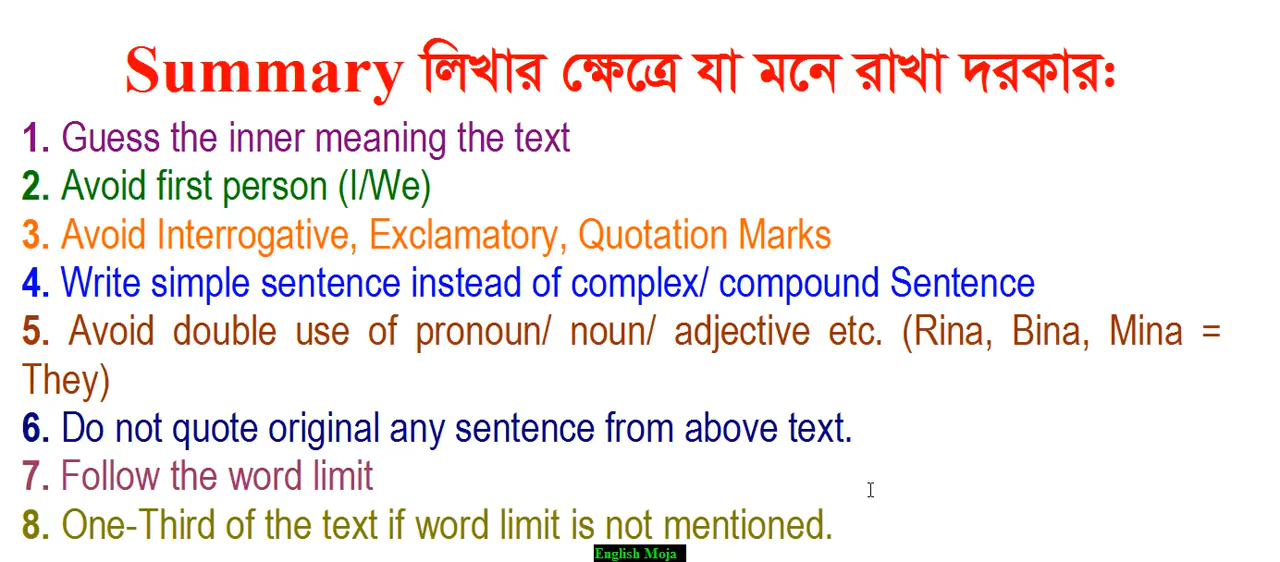 Summary লিখার ক্ষেত্রে যা মনে রাখা দরকার:
1. Guess the inner meaning the text
2. Avoid first person (I/We)
3. Avoid Interrogative, Exclamatory, Quotation Marks
4. Write simple sentence instead of complex/ compound Sentence
5. Avoid double use of pronoun/ noun/ adjective etc. (Rina, Bina, Mina =
They)
6. Do not quote original any sentence from above text.
7. Follow the word limit
8. One-Third of the text if word limit is not mentioned.
English Moja